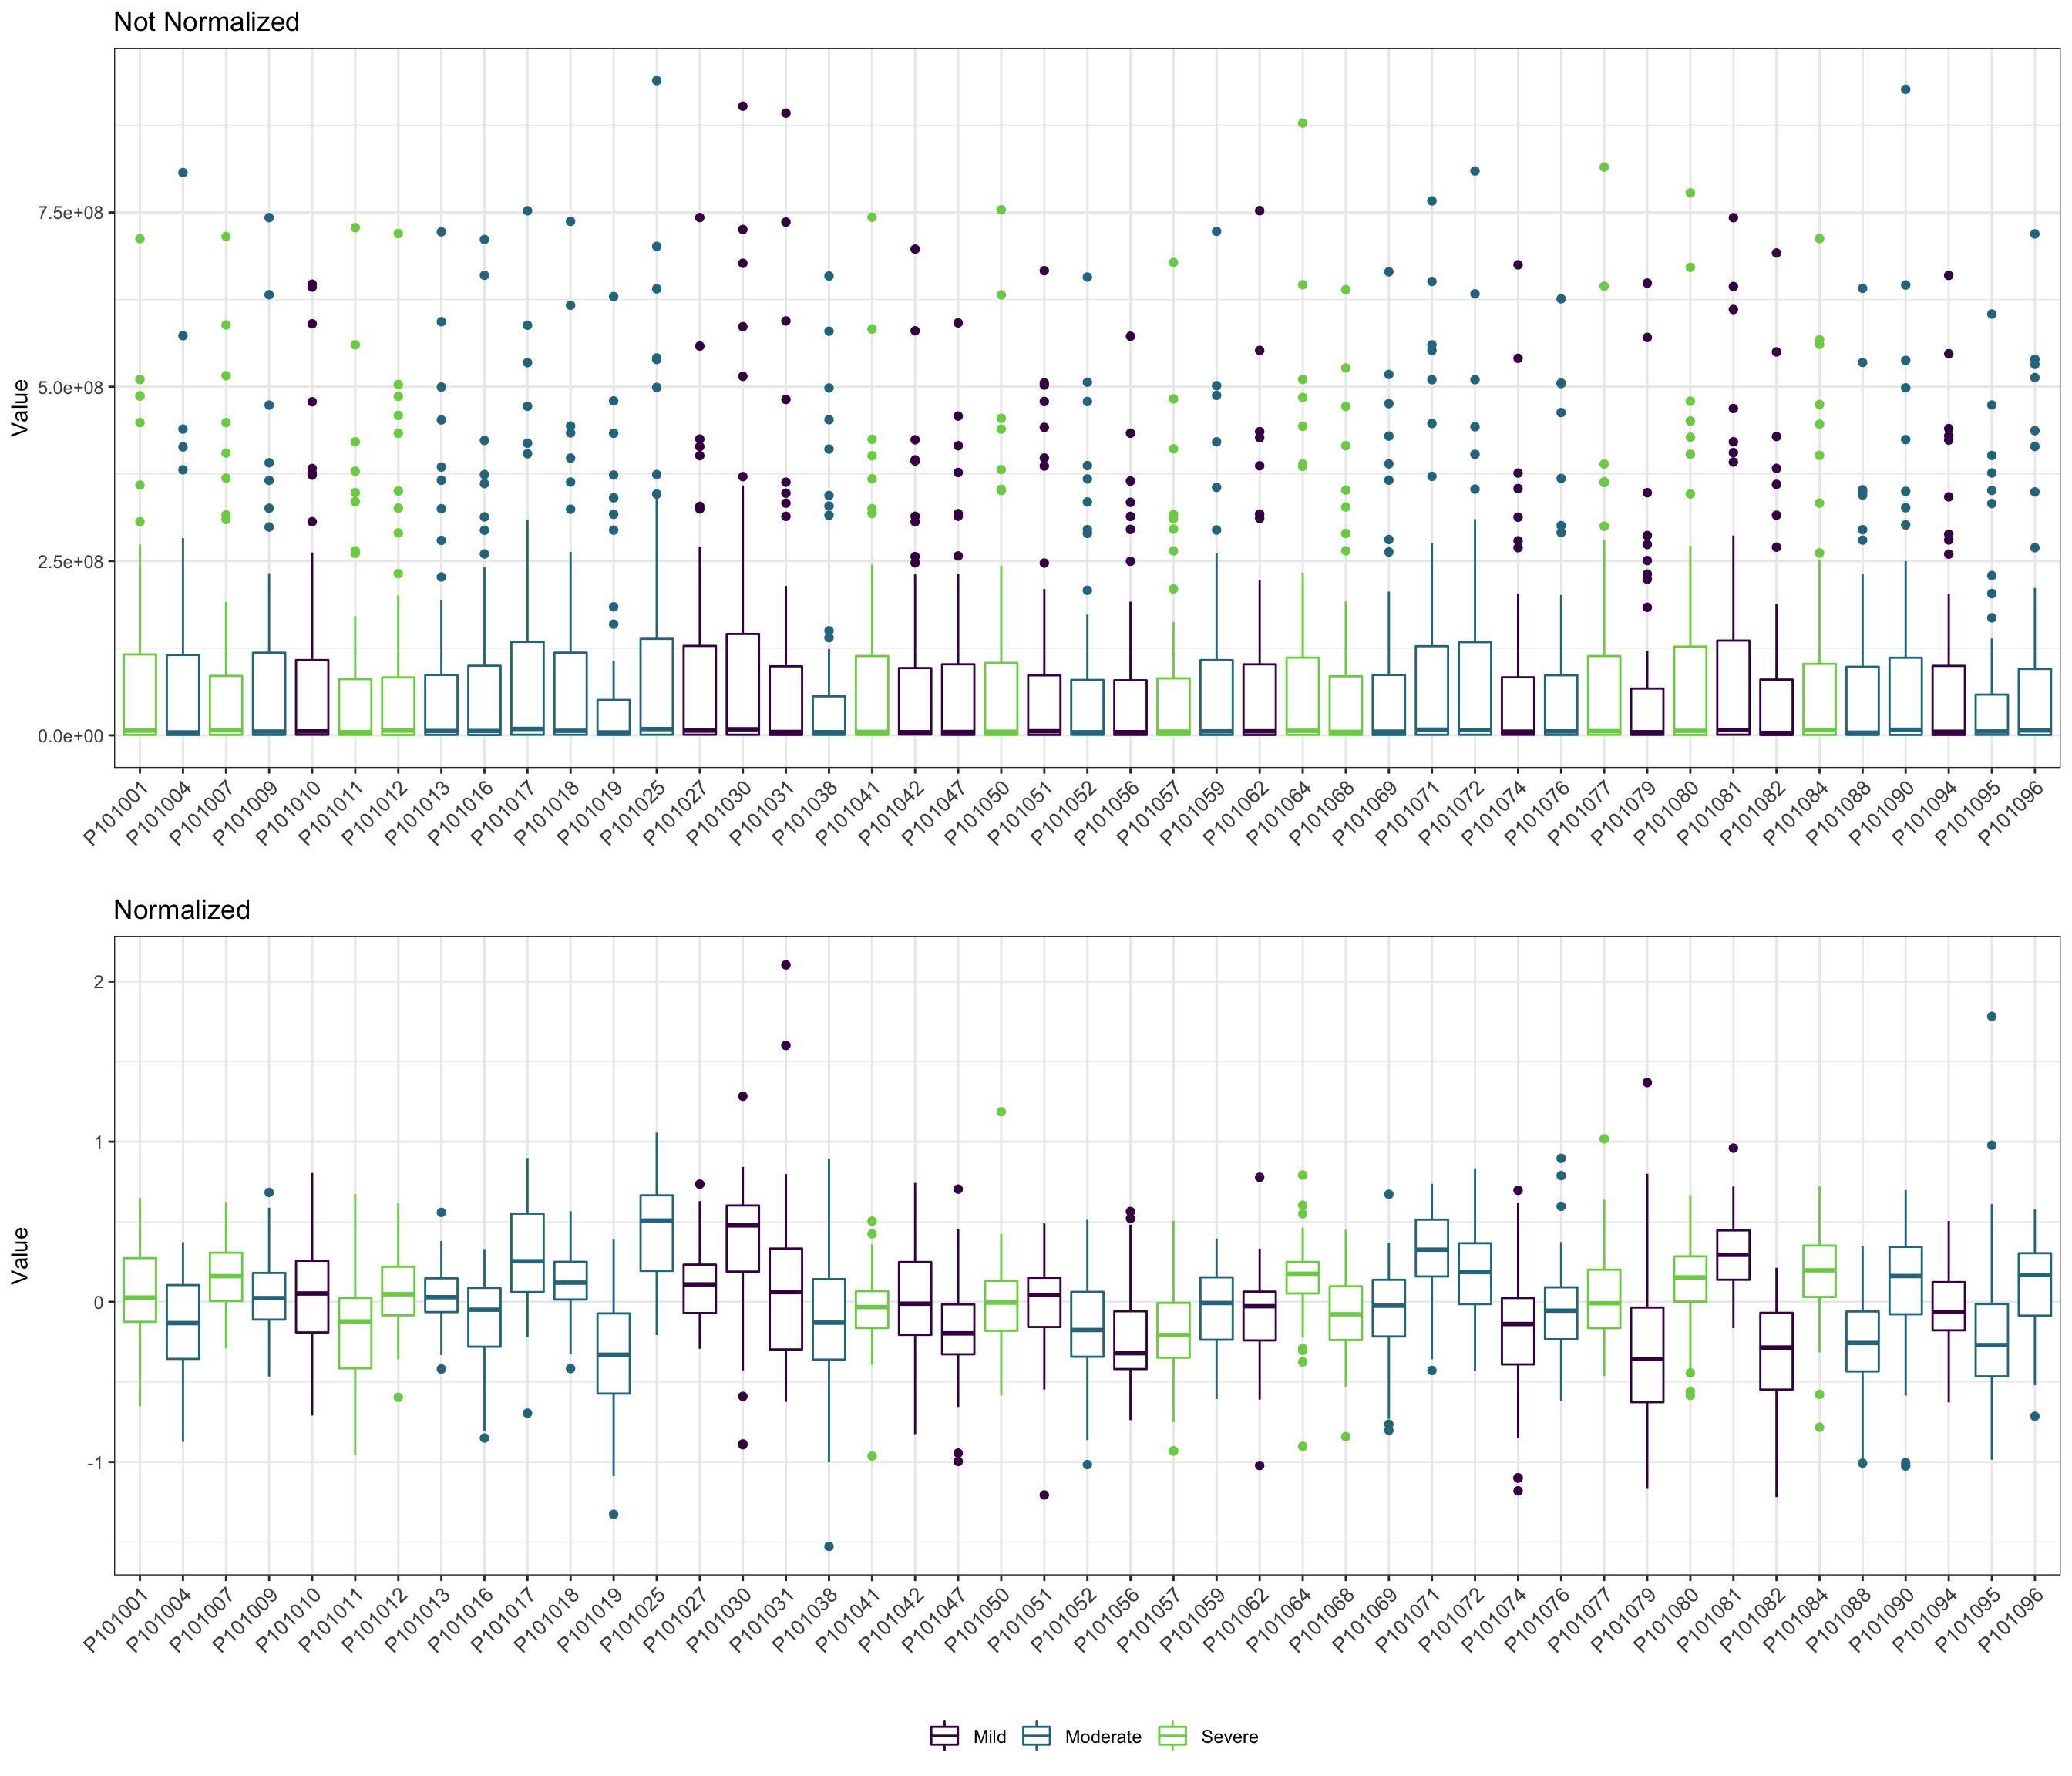 Not Normalized
Value
7.5e+08
5.0e+08
2.5e+08
0.0e+00
P101001 P101004 P101007 P101009 P101010 P101011 P101012 P101013 P101016 P101017 P101018 P101019 P101025 P101027 P101030 P101031 P101038 P101041 P101042 P101047 P101050 P101051 P101052 P101056 P101057 P101059 P101062 P101064 P101068 P101069 P101071 P101072 P101074 P101076 P101077 P101079 P101080 P101081 P101082 P101084 P101088 P101090 P101094 P101095 P101096
Normalized
Value
2
1
0
-1
P101001 P101004 P101007 P101009 P101010 P101011 P101012 P101013 P101016 P101017 P101018 P101019 P101025 P101027 P101030 P101031 P101038 P101041 P101042 P101047 P101050 P101051 P101052 P101056 P101057 P101059 P101062 P101064 P101068 P101069 P101071 P101072 P101074 P101076 P101077 P101079 P101080 P101081 P101082 P101084 P101088 P101090 P101094 P101095 P101096
Mild Moderate Severe